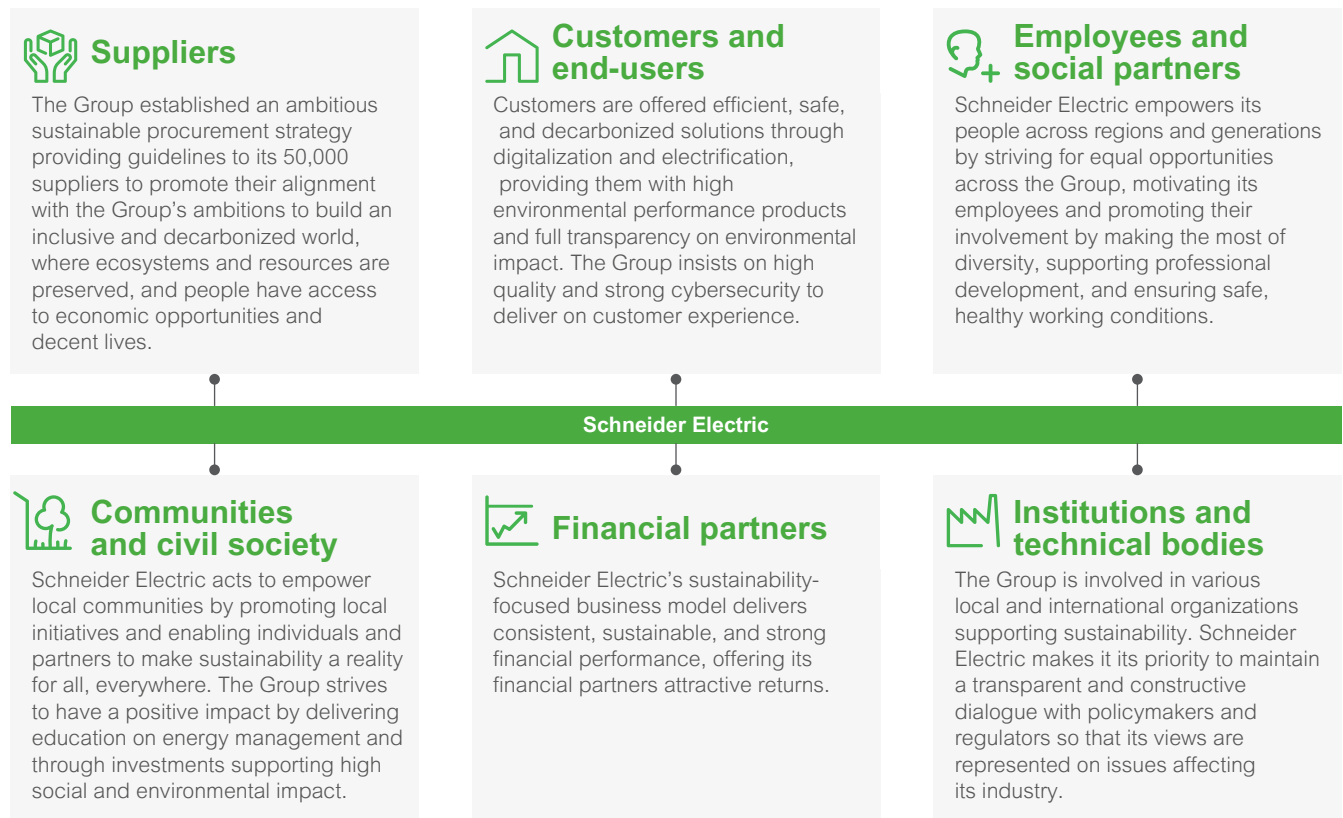 Suppliers
The Group established an ambitious
sustainable procurement strategy
providing guidelines to its 50,000
suppliers to promote their alignment
with the Group's ambitions to build an
inclusive and decarbonized world,
where ecosystems and resources are
preserved, and people have access
to economic opportunities and
decent lives.
Customers and
end-users
Customers are offered efficient, safe,
and decarbonized solutions through
digitalization and electrification,
providing them with high
environmental performance products
and full transparency on environmental
impact. The Group insists on high
quality and strong cybersecurity to
deliver on customer experience.
Employees and
social partners
Schneider Electric empowers its
people across regions and generations
by striving for equal opportunities
across the Group, motivating its
employees and promoting their
involvement by making the most of
diversity, supporting professional
development, and ensuring safe,
healthy working conditions.
Schneider Electric
Communities
and civil society
Schneider Electric acts to empower
local communities by promoting local
initiatives and enabling individuals and
partners to make sustainability a reality
for all, everywhere. The Group strives
to have a positive impact by delivering
education on energy management and
through investments supporting high
social and environmental impact.
Financial partners
Schneider Electric's sustainability-
focused business model delivers
consistent, sustainable, and strong
financial performance, offering its
financial partners attractive returns.
Institutions and
technical bodies
The Group is involved in various
local and international organizations
supporting sustainability. Schneider
Electric makes it its priority to maintain
a transparent and constructive
dialogue with policymakers and
regulators so that its views are
represented on issues affecting
its industry.